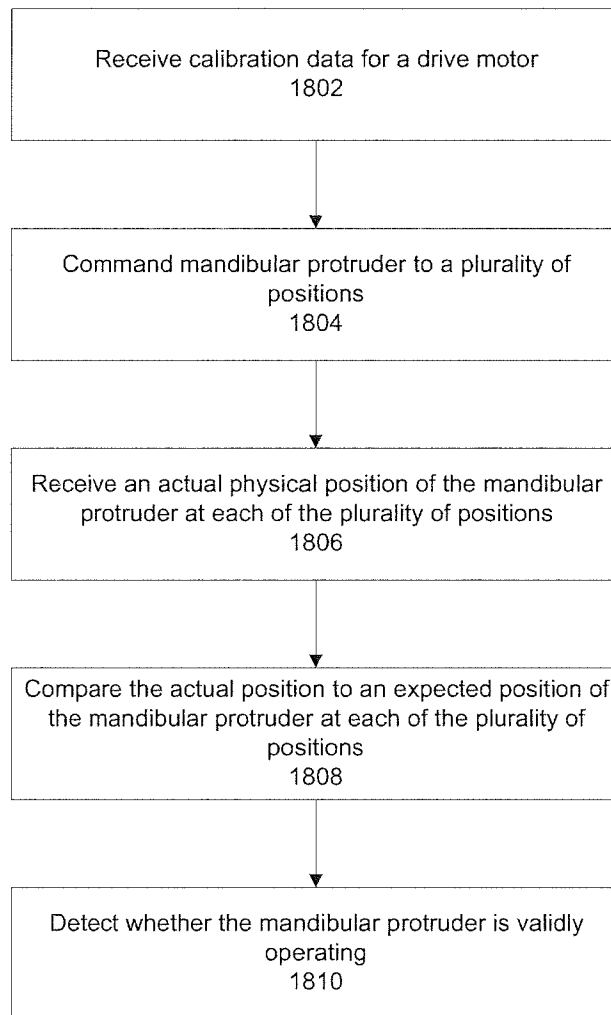 Receive calibration data for a drive motor
1802
Command mandibular protruder to a plurality of
positions
1804
Receive an actual physical position of the mandibular
protruder at each of the plurality of positions
1806
Compare the actual position to an expected position of
the mandibular protruder at each of the plurality of
positions
1808
Detect whether the mandibular protruder is validly
operating
1810